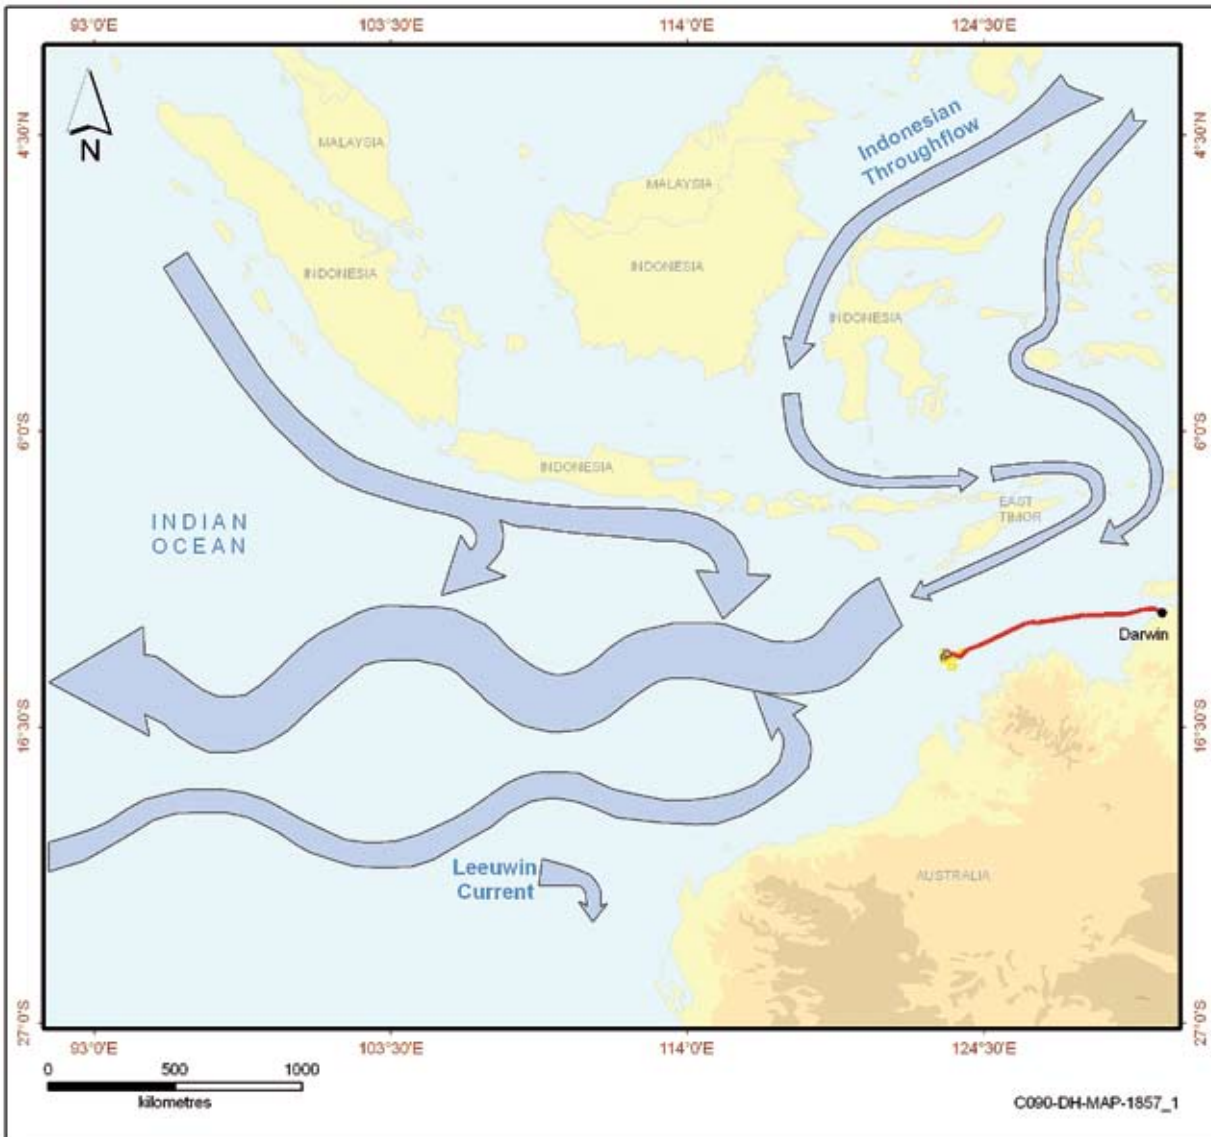 93°0'E
103°30'E
114°0'E
124°30'E
4°30'N
4°30'N
N
MALAYSIA
Indonesian
Throughflow
MALAYSIA
INDONESIA
INDONESIA
INDONESIA
6°0'S
6°0'S
INDONESIA
EAST
TIMOR
INDIAN
OCEAN
Darwin
16°30'S
16°30'S
Leeuwin
Current
AUSTRALIA
27°0'S
27°0'S
93°0'E
103°30'E
114°0'E
124°30'E
0 500 1000
kilometres
C090-DH-MAP-1857_1